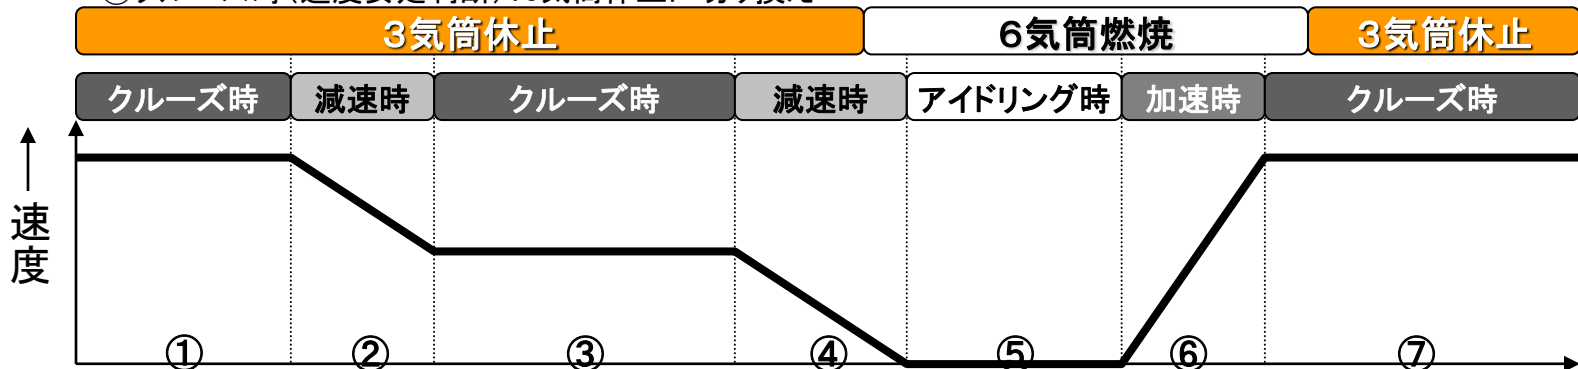 3気筒休止 6気筒燃焼 3気筒休止
クルーズ時 減速時 クルーズ時 減速時 アイドリング時 加速時 クルーズ時
速度
① ② ③ ④ ⑤ ⑥ ⑦